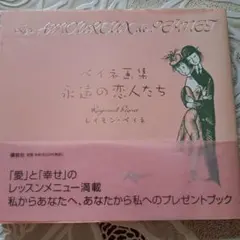 Les AMOUREUX de PEYNET
ペイネ画集
永遠の恋人たち
Raymond Peynet
レイモン・ペイネ
講談社
「愛」と「幸せ」の
レッスンメニュー満載
私からあなたへ、あなたから私へのプレゼントブック